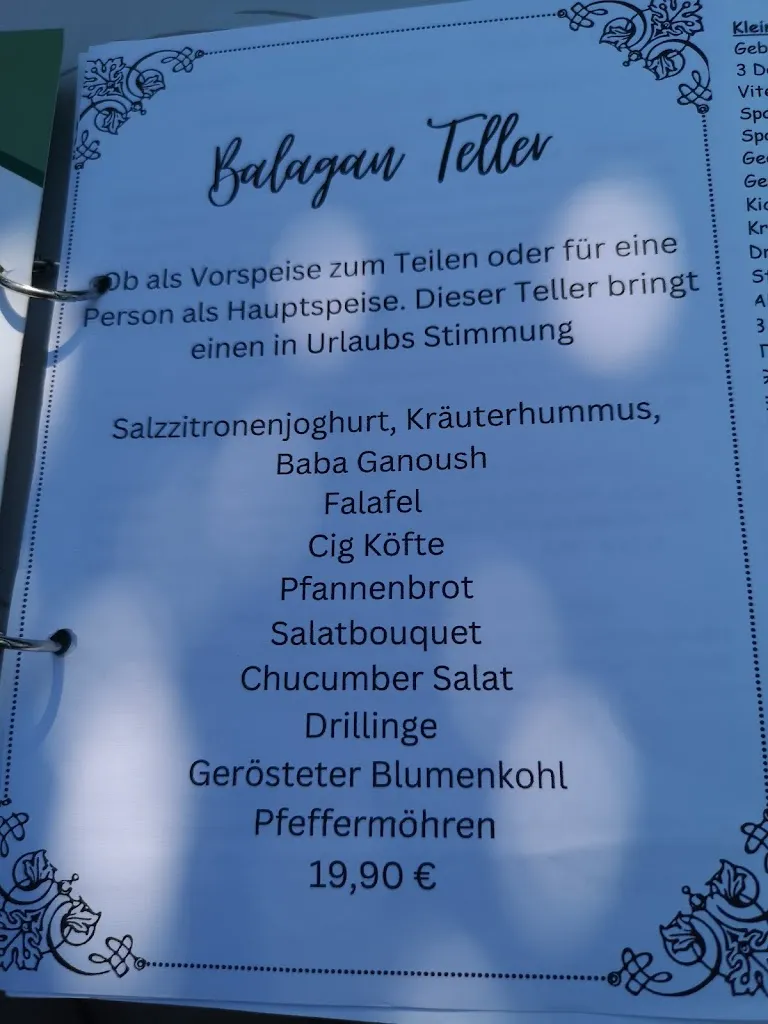 Balagan Teller
Ob als Vorspeise zum Teilen oder für eine
Person als Hauptspeise. Dieser Teller bringt
einen in Urlaubs Stimmung
Salzzitronenjoghurt, Kräuterhummus,
Baba Ganoush
Falafel
Cig Köfte
Pfannenbrot
Salatbouquet
Chucumber Salat
Drillinge
Gerösteter Blumenkohl
Pfeffermöhren
19,90 €